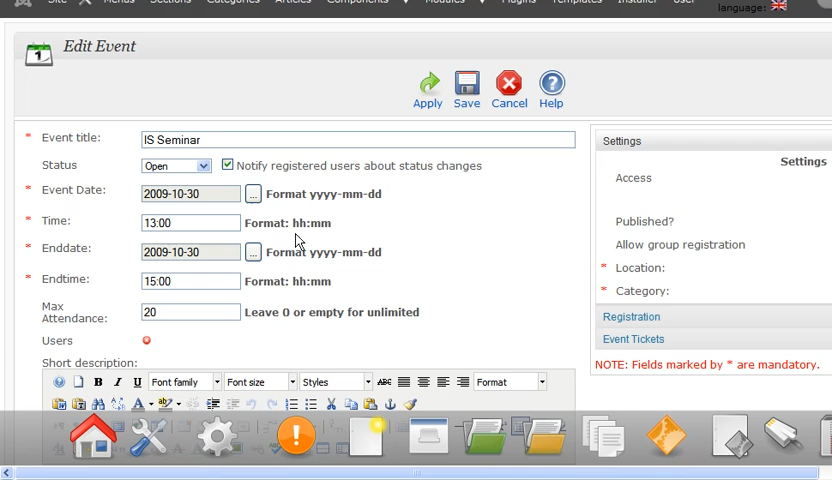 Site Menus Sections Categories Articles Components Modules Plugins Templates Installer User
language:
1 Edit Event
Apply Save Cancel Help
* Event title: IS Seminar
Status Open Notify registered users about status changes
* Event Date: 2009-10-30 ... Format yyyy-mm-dd
* Time: 13:00 Format: hh:mm
* Enddate: 2009-10-30 ... Format yyyy-mm-dd
* Endtime: 15:00 Format: hh:mm
Max
Attendance: 20 Leave 0 or empty for unlimited
Users
Short description:
B I U Font family Font size Styles ABC Format
Settings
Settings
Access
Published?
Allow group registration
* Location:
* Category:
Registration
Event Tickets
NOTE: Fields marked by * are mandatory.